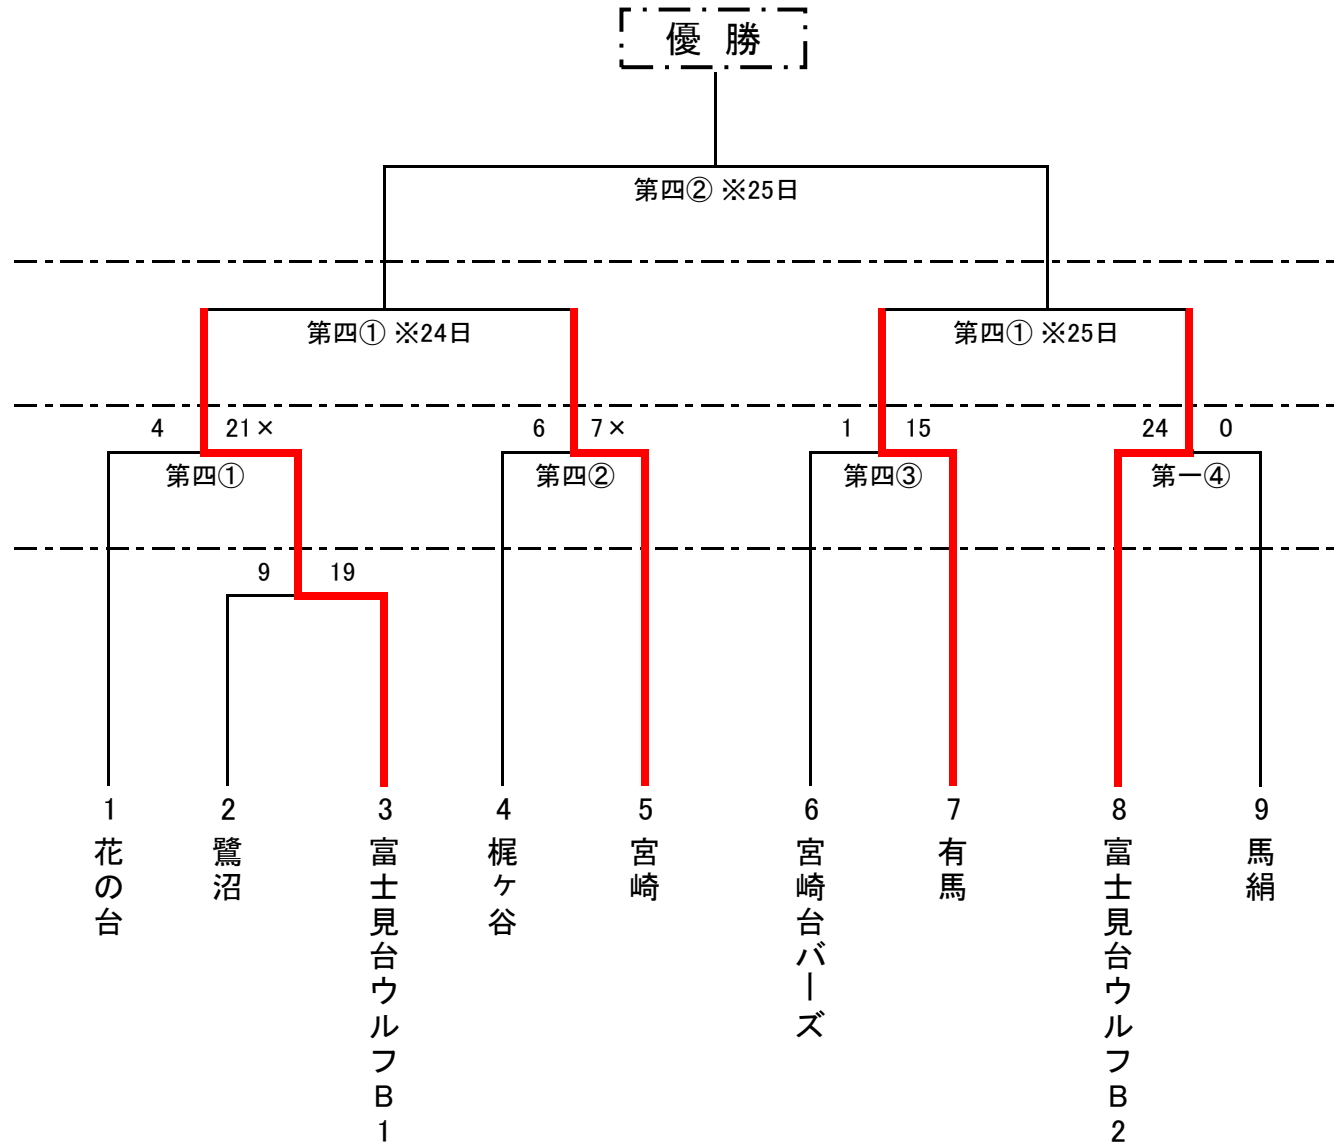 優勝
第四② ※25日
第四① ※24日
第四① ※25日
4 21×
6 7×
1 15
24 0
第四①
第四②
第四③
第一④
9 19
1
2
3
4
5
6
7
8
9
花の台
鷺沼
富士見台ウルフB1
梶ヶ谷
宮崎
宮崎台バーズ
有馬
富士見台ウルフB2
馬絹